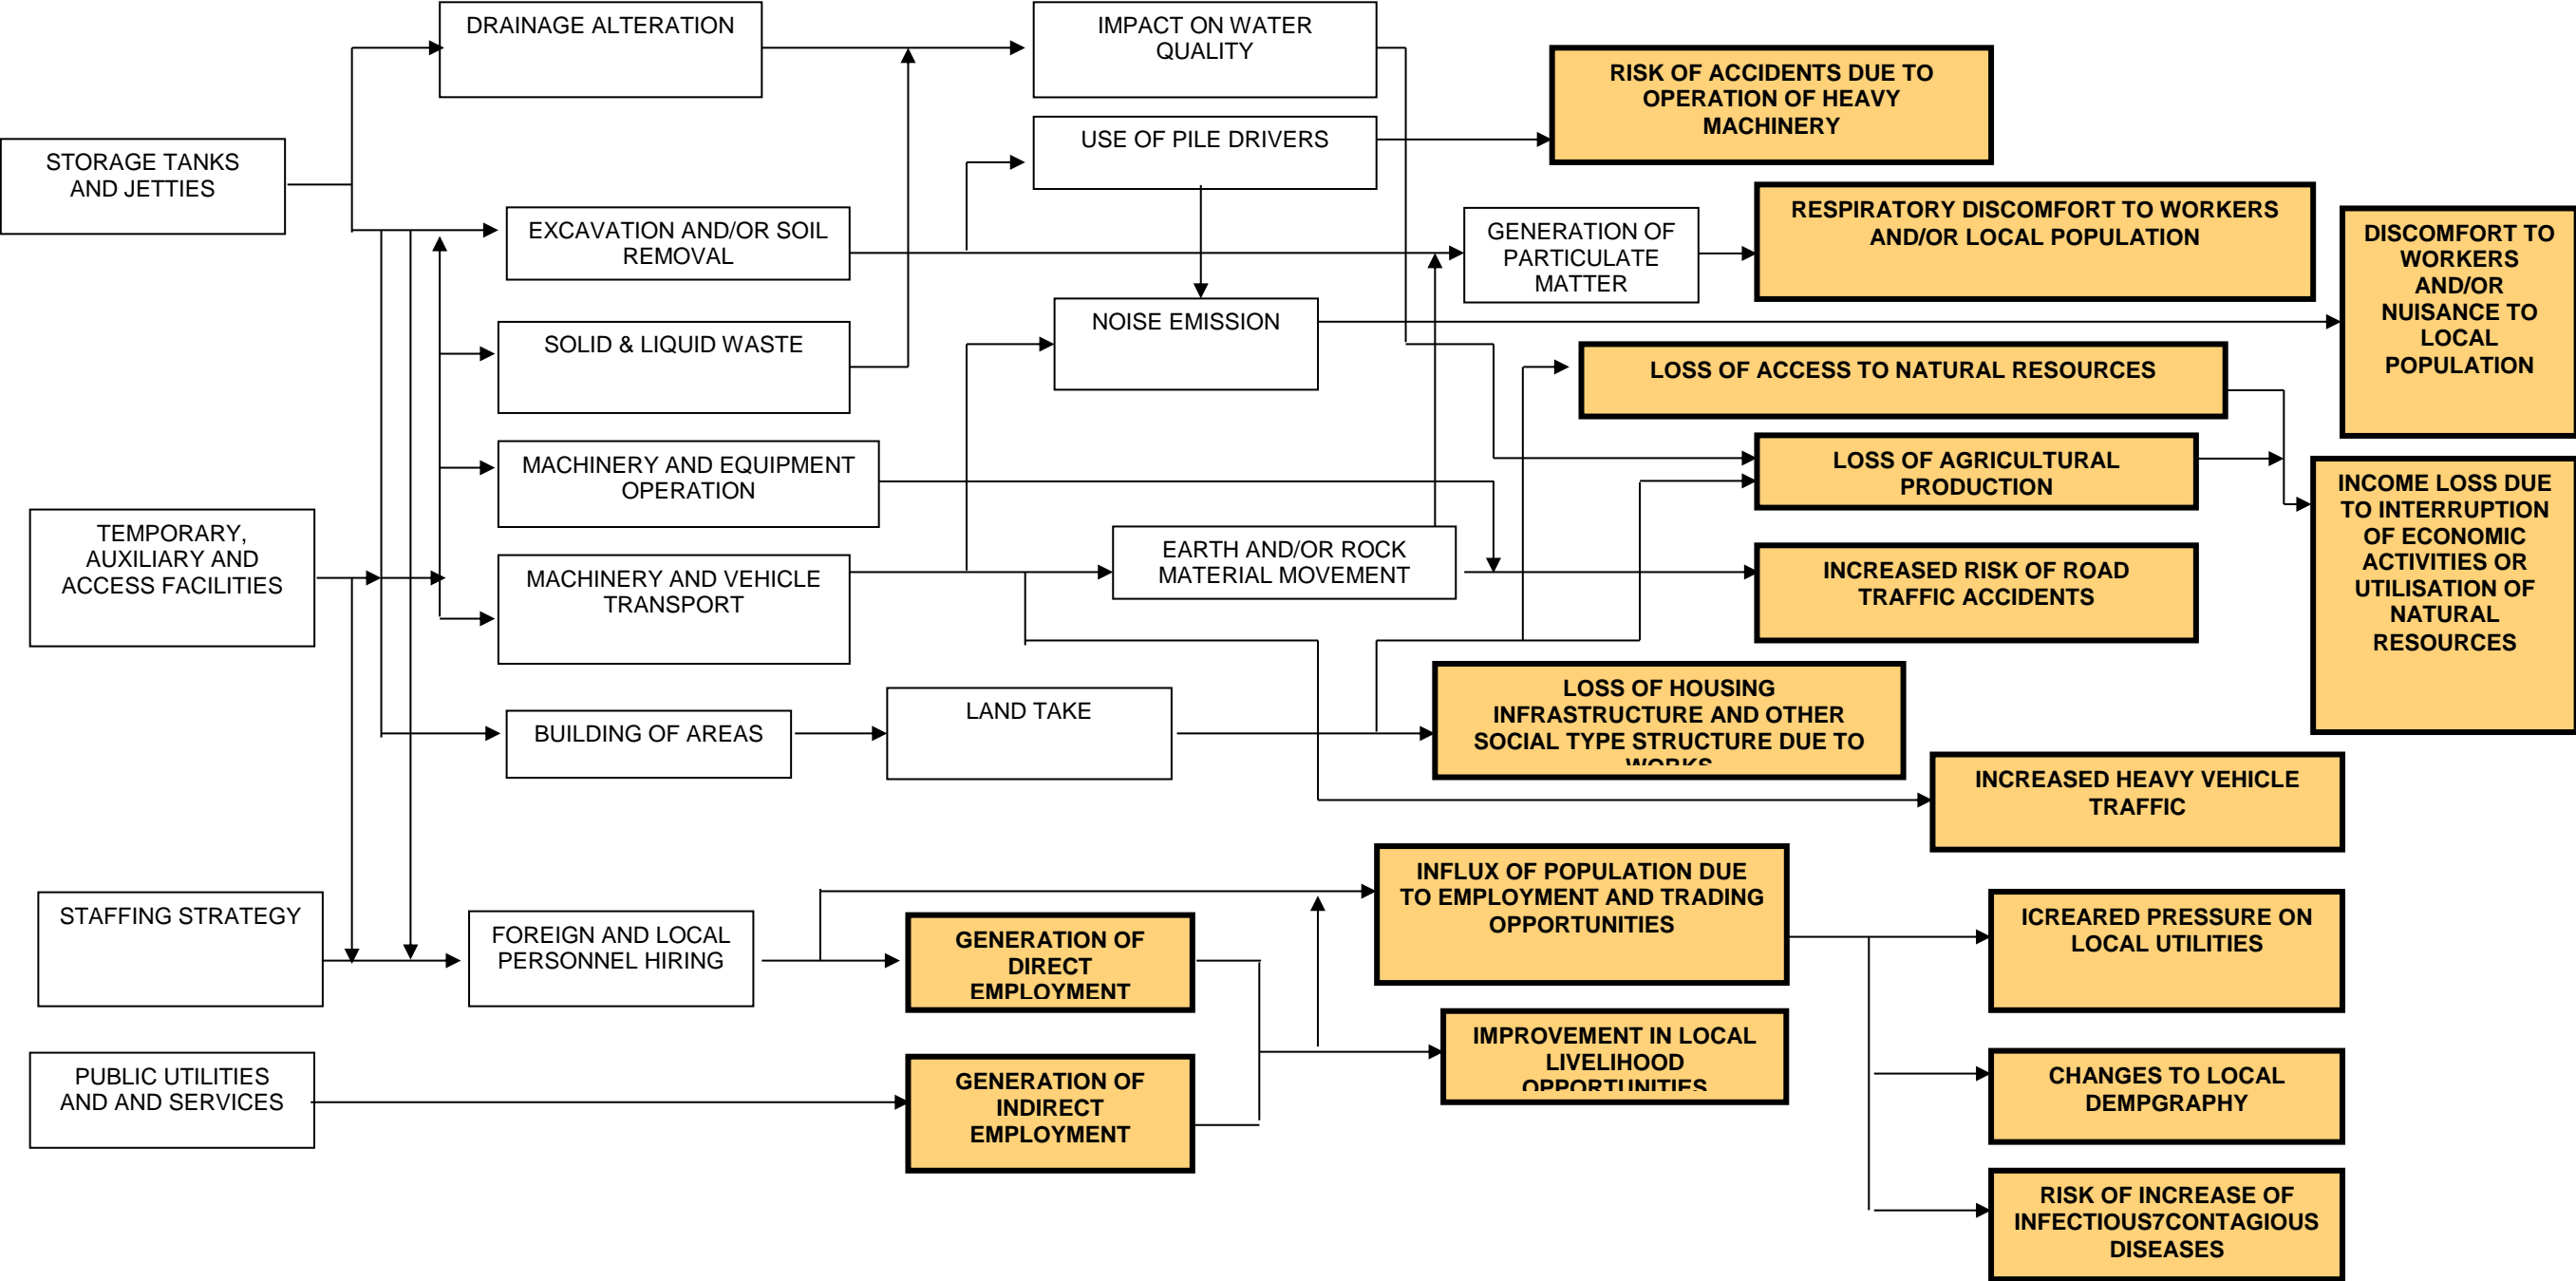 DRAINAGE ALTERATION
IMPACT ON WATER
QUALITY
RISK OF ACCIDENTS DUE TO
OPERATION OF HEAVY
MACHINERY
USE OF PILE DRIVERS
STORAGE TANKS
AND JETTIES
EXCAVATION AND/OR SOIL
REMOVAL
GENERATION OF
PARTICULATE
MATTER
RESPIRATORY DISCOMFORT TO WORKERS
AND/OR LOCAL POPULATION
DISCOMFORT TO
WORKERS
AND/OR
NUISANCE TO
LOCAL
POPULATION
NOISE EMISSION
SOLID & LIQUID WASTE
LOSS OF ACCESS TO NATURAL RESOURCES
MACHINERY AND EQUIPMENT
OPERATION
LOSS OF AGRICULTURAL
PRODUCTION
INCOME LOSS DUE
TO INTERRUPTION
OF ECONOMIC
ACTIVITIES OR
UTILISATION OF
NATURAL
RESOURCES
TEMPORARY,
AUXILIARY AND
ACCESS FACILITIES
MACHINERY AND VEHICLE
TRANSPORT
EARTH AND/OR ROCK
MATERIAL MOVEMENT
INCREASED RISK OF ROAD
TRAFFIC ACCIDENTS
BUILDING OF AREAS
LAND TAKE
LOSS OF HOUSING
INFRASTRUCTURE AND OTHER
SOCIAL TYPE STRUCTURE DUE TO
WORKS
INCREASED HEAVY VEHICLE
TRAFFIC
STAFFING STRATEGY
FOREIGN AND LOCAL
PERSONNEL HIRING
GENERATION OF
DIRECT
EMPLOYMENT
INFLUX OF POPULATION DUE
TO EMPLOYMENT AND TRADING
OPPORTUNITIES
ICREARED PRESSURE ON
LOCAL UTILITIES
PUBLIC UTILITIES
AND AND SERVICES
GENERATION OF
INDIRECT
EMPLOYMENT
IMPROVEMENT IN LOCAL
LIVELIHOOD
OPPORTUNITIES
CHANGES TO LOCAL
DEMPGRAPHY
RISK OF INCREASE OF
INFECTIOUS7CONTAGIOUS
DISEASES